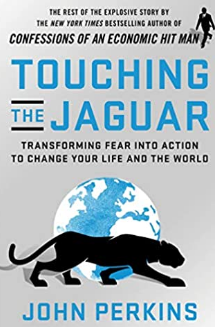 THE REST OF THE EXPLOSIVE STORY BY
THE NEW YORK TIMES BESTSELLING AUTHOR OF
CONFESSIONS OF AN ECONOMIC HIT MAN
TOUCHING
THE JAGUAR
TRANSFORMING FEAR INTO ACTION
TO CHANGE YOUR LIFE AND THE WORLD
JOHN PERKINS